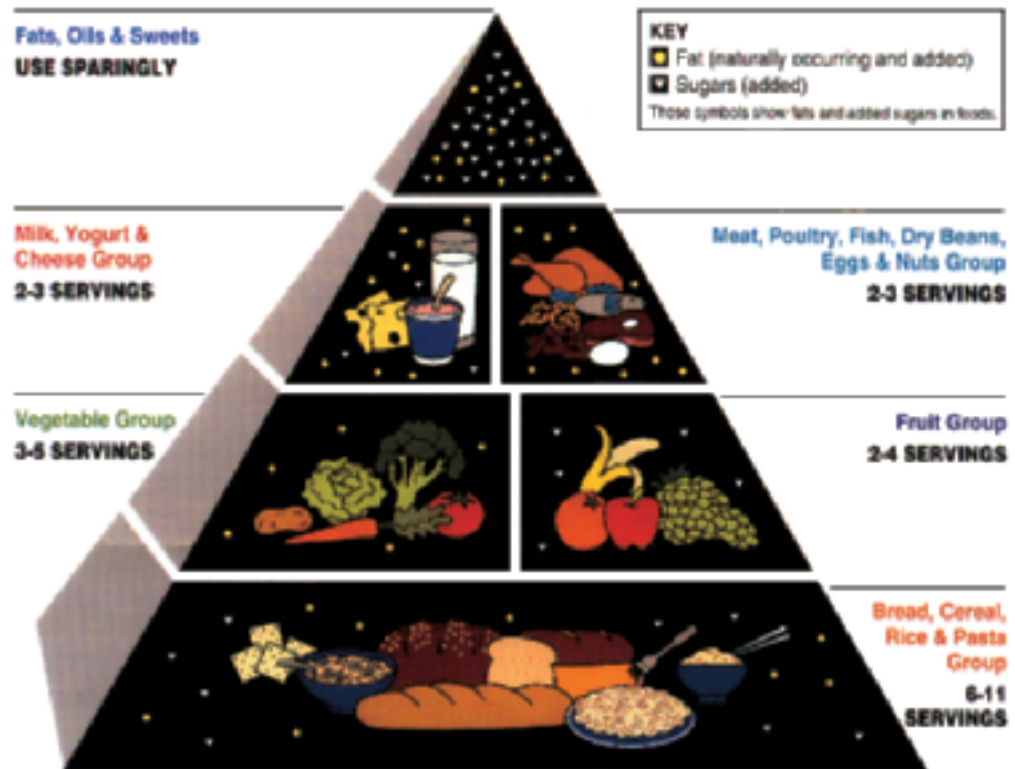 Fats, Oils & Sweets
USE SPARINGLY
KEY
Fat (naturally occurring and added)
Sugars (added)
These symbols show fats and added sugars in foods.
Milk, Yogurt &
Cheese Group
2-3 SERVINGS
Meat, Poultry, Fish, Dry Beans,
Eggs & Nuts Group
2-3 SERVINGS
Vegetable Group
3-5 SERVINGS
Fruit Group
2-4 SERVINGS
Bread, Cereal,
Rice & Pasta
Group
6-11
SERVINGS